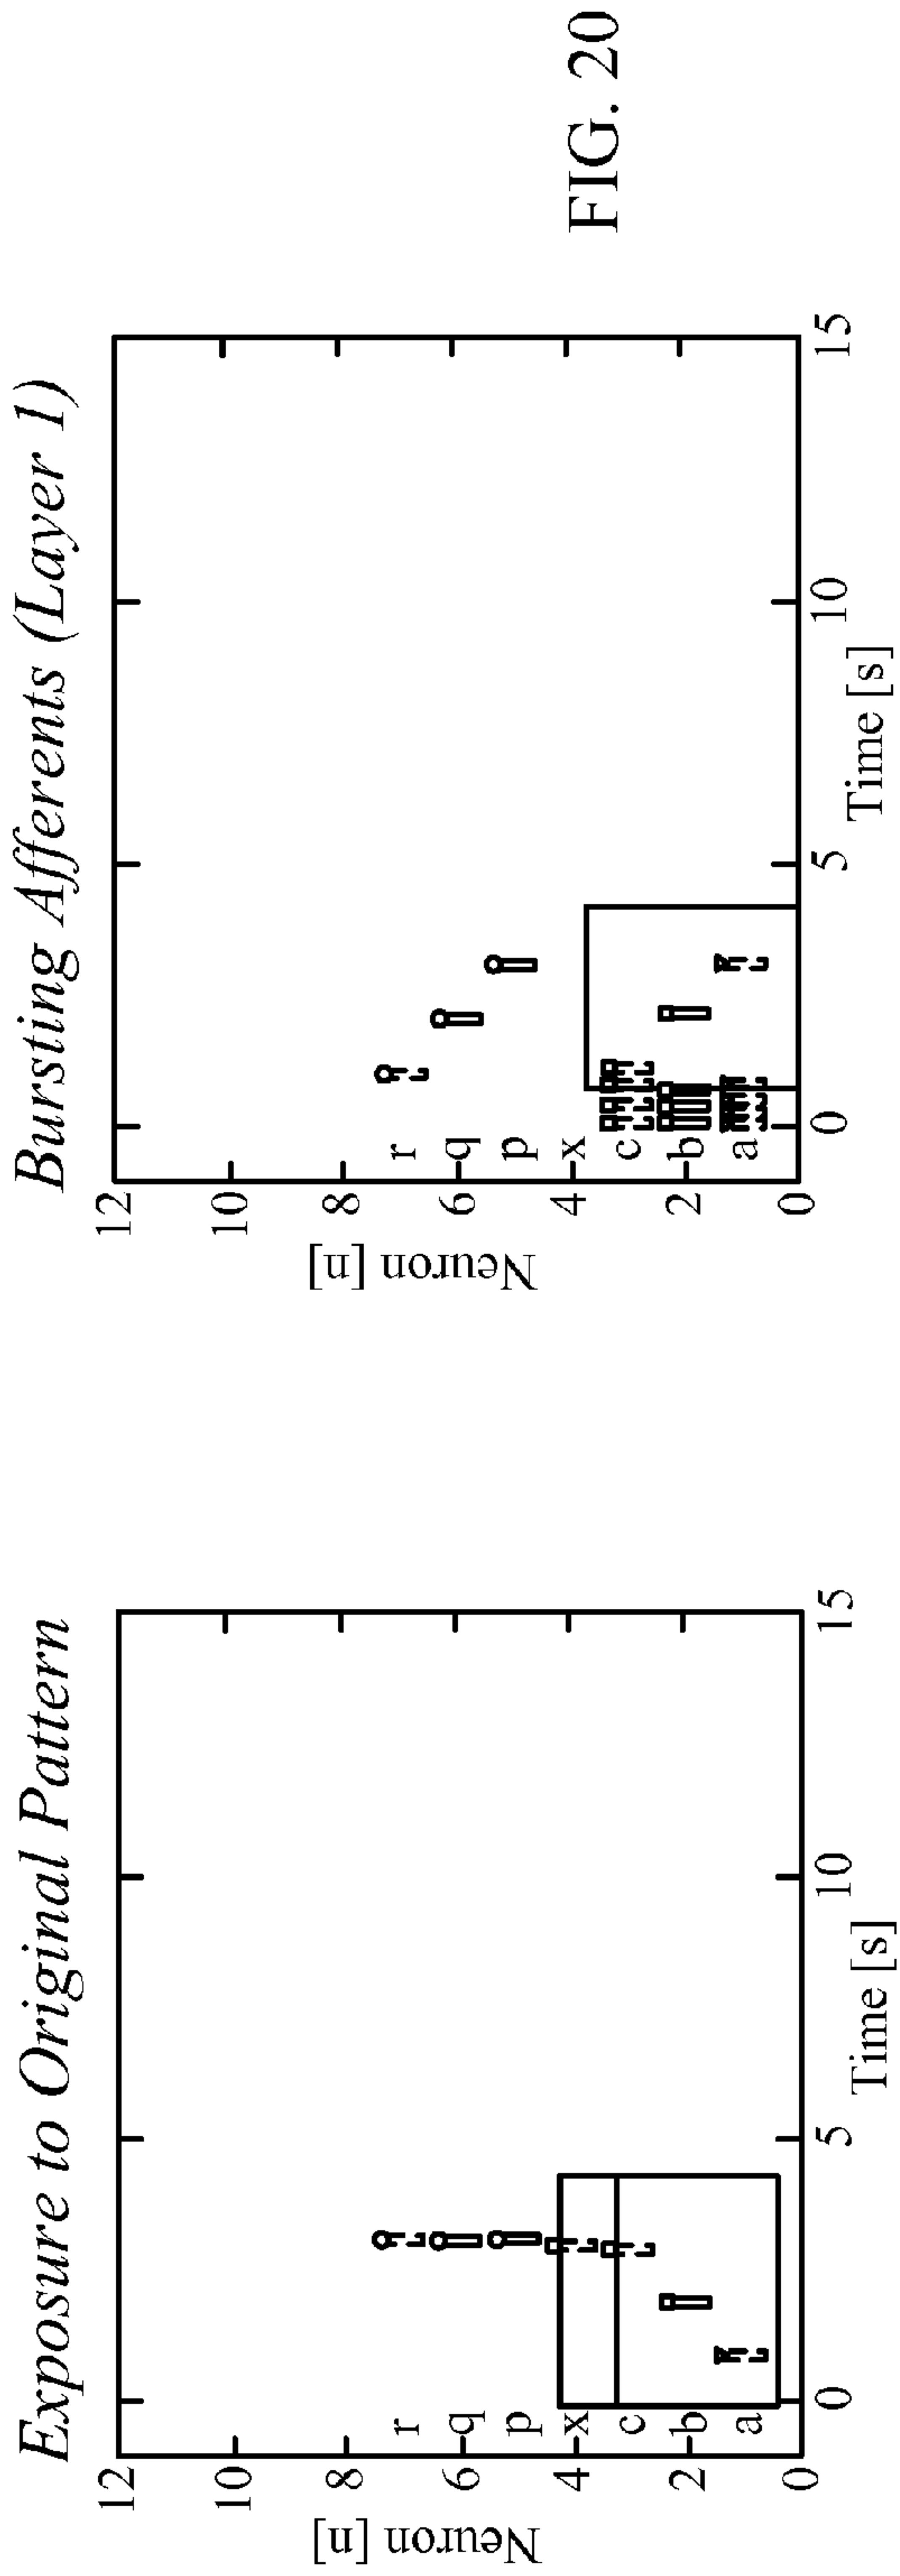 Exposure to Original Pattern
12
10
8
6
4
2
0
r
q
p
x
c
b
a
Neuron [n]
0
5
10
15
Time [s]
Bursting Afferents (Layer 1)
12
10
8
6
4
2
0
r
q
p
x
c
b
a
Neuron [n]
0
5
10
15
Time [s]
FIG. 20